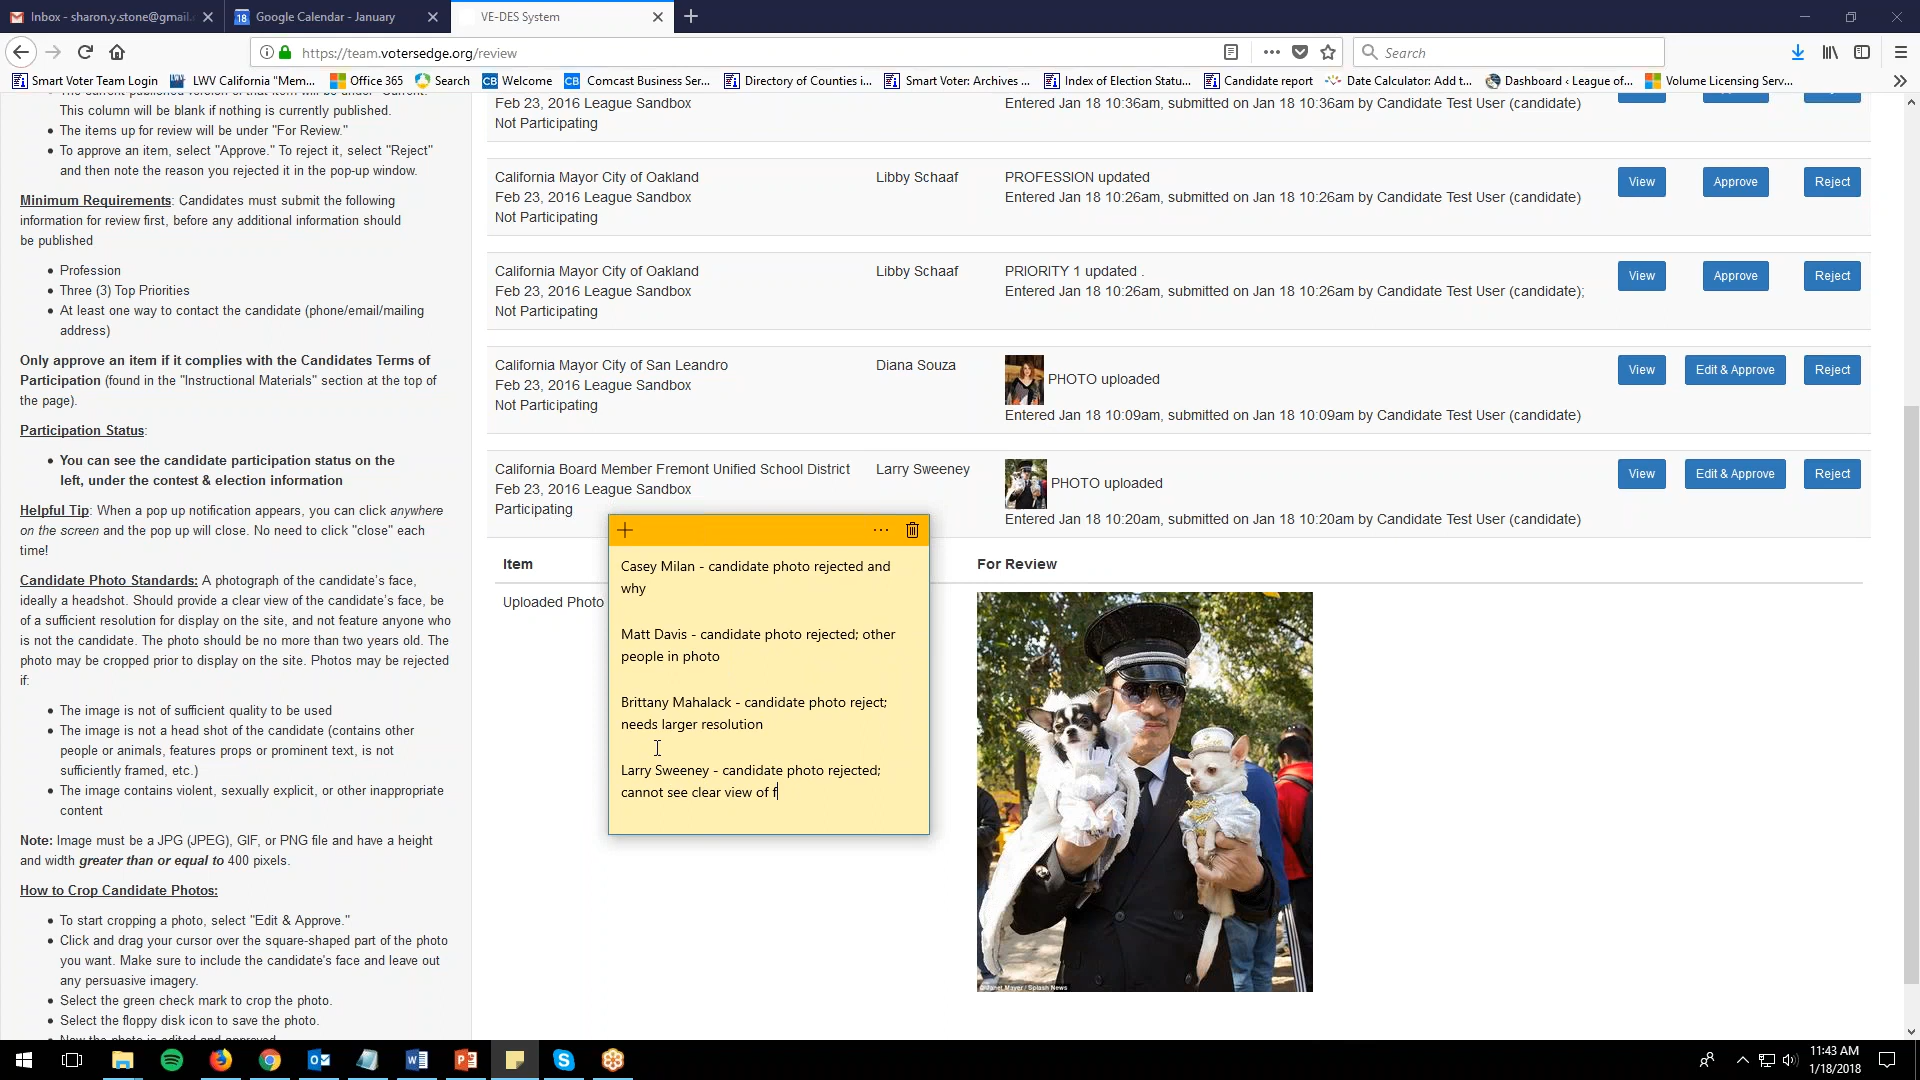 Inbox - sharon.y.stone@gmail.
Google Calendar - January
VE-DES System
https://team.votersedge.org/review
Search
Smart Voter Team Login
LWV California "Mem...
Office 365
Search
Welcome
Comcast Business Ser...
Directory of Counties i...
Smart Voter: Archives ...
Index of Election Statu...
Candidate report
Date Calculator: Add t...
Dashboard ‹ League of...
Volume Licensing Serv...
This column will be blank if nothing is currently published.
The items up for review will be under "For Review."
To approve an item, select "Approve." To reject it, select "Reject"
and then note the reason you rejected it in the pop-up window.
Minimum Requirements: Candidates must submit the following
information for review first, before any additional information should
be published
Profession
Three (3) Top Priorities
At least one way to contact the candidate (phone/email/mailing
address)
Only approve an item if it complies with the Candidates Terms of
Participation (found in the "Instructional Materials" section at the top of
the page).
Participation Status:
You can see the candidate participation status on the
left, under the contest & election information
Helpful Tip: When a pop up notification appears, you can click anywhere
on the screen and the pop up will close. No need to click "close" each
time!
Candidate Photo Standards: A photograph of the candidate's face,
ideally a headshot. Should provide a clear view of the candidate's face, be
of a sufficient resolution for display on the site, and not feature anyone who
is not the candidate. The photo should be no more than two years old. The
photo may be cropped prior to display on the site. Photos may be rejected
if:
The image is not of sufficient quality to be used
The image is not a head shot of the candidate (contains other
people or animals, features props or prominent text, is not
sufficiently framed, etc.)
The image contains violent, sexually explicit, or other inappropriate
content
Note: Image must be a JPG (JPEG), GIF, or PNG file and have a height
and width greater than or equal to 400 pixels.
How to Crop Candidate Photos:
To start cropping a photo, select "Edit & Approve."
Click and drag your cursor over the square-shaped part of the photo
you want. Make sure to include the candidate's face and leave out
any persuasive imagery.
Select the green check mark to crop the photo.
Select the floppy disk icon to save the photo.
Feb 23, 2016 League Sandbox
Not Participating
Entered Jan 18 10:36am, submitted on Jan 18 10:36am by Candidate Test User (candidate)
California Mayor City of Oakland
Feb 23, 2016 League Sandbox
Not Participating
Libby Schaaf
PROFESSION updated
Entered Jan 18 10:26am, submitted on Jan 18 10:26am by Candidate Test User (candidate)
View
Approve
Reject
California Mayor City of Oakland
Feb 23, 2016 League Sandbox
Not Participating
Libby Schaaf
PRIORITY 1 updated .
Entered Jan 18 10:26am, submitted on Jan 18 10:26am by Candidate Test User (candidate);
View
Approve
Reject
California Mayor City of San Leandro
Feb 23, 2016 League Sandbox
Not Participating
Diana Souza
PHOTO uploaded
Entered Jan 18 10:09am, submitted on Jan 18 10:09am by Candidate Test User (candidate)
View
Edit & Approve
Reject
California Board Member Fremont Unified School District
Feb 23, 2016 League Sandbox
Participating
Larry Sweeney
PHOTO uploaded
Entered Jan 18 10:20am, submitted on Jan 18 10:20am by Candidate Test User (candidate)
View
Edit & Approve
Reject
Item
For Review
Uploaded Photo
Casey Milan - candidate photo rejected and
why
Matt Davis - candidate photo rejected; other
people in photo
Brittany Mahalack - candidate photo reject;
needs larger resolution
Larry Sweeney - candidate photo rejected;
cannot see clear view of f
©Janet Mayer / Splash News
11:43 AM
1/18/2018